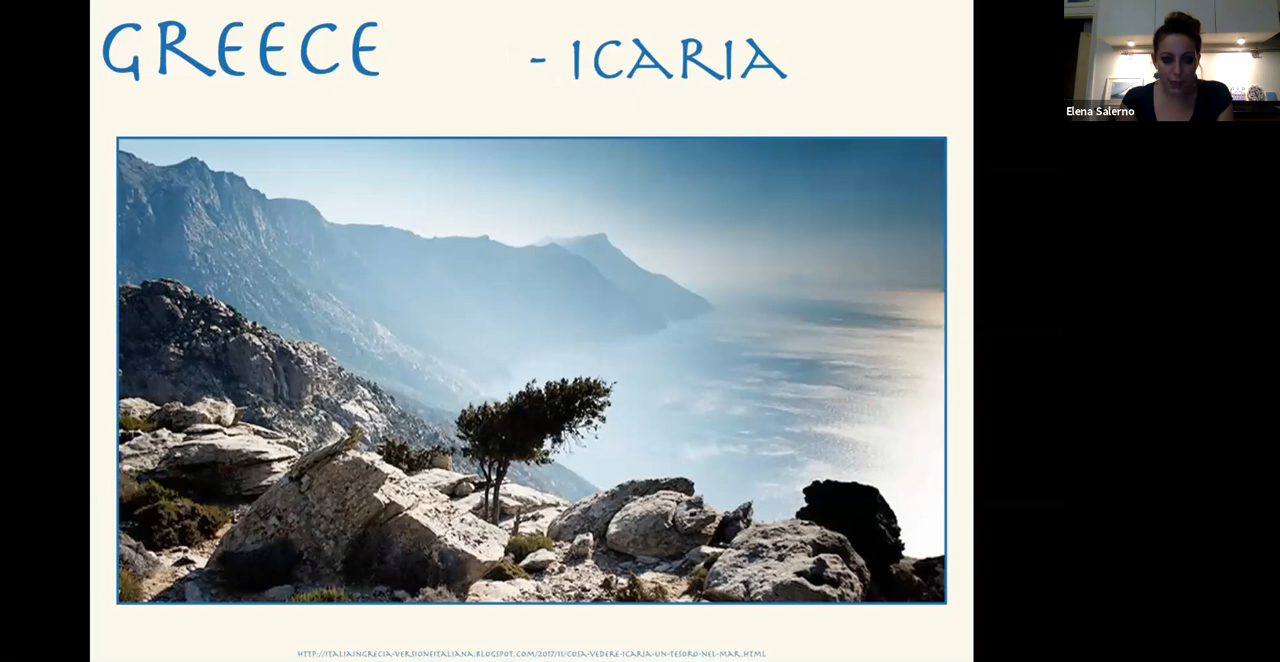 GREECE - ICARIA
Elena Salerno
HTTP://ITALIAINGRECIA-VERSIONEITALIANA.BLOGSPOT.COM/2017/11/COSA-VEDERE-ICARIA-UN-TESORO-NEL-MAR.HTML